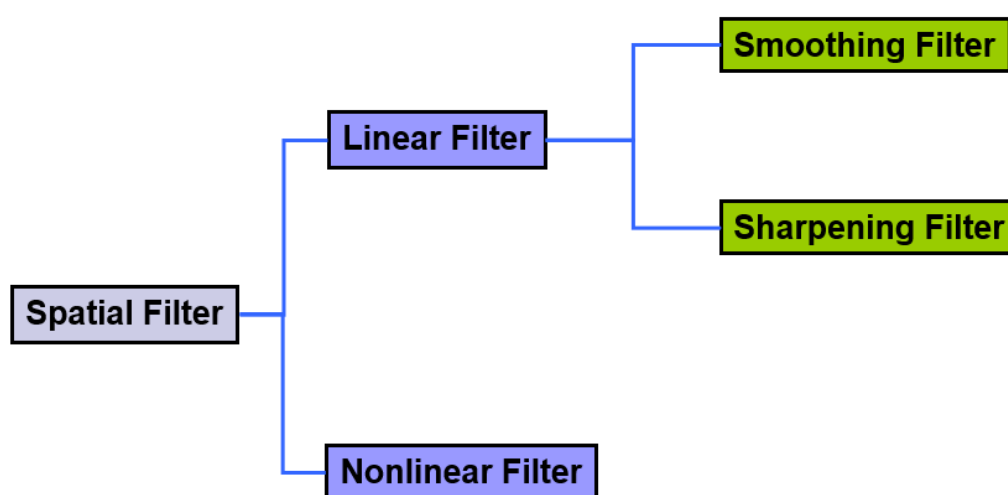 Smoothing Filter
Linear Filter
Sharpening Filter
Spatial Filter
Nonlinear Filter